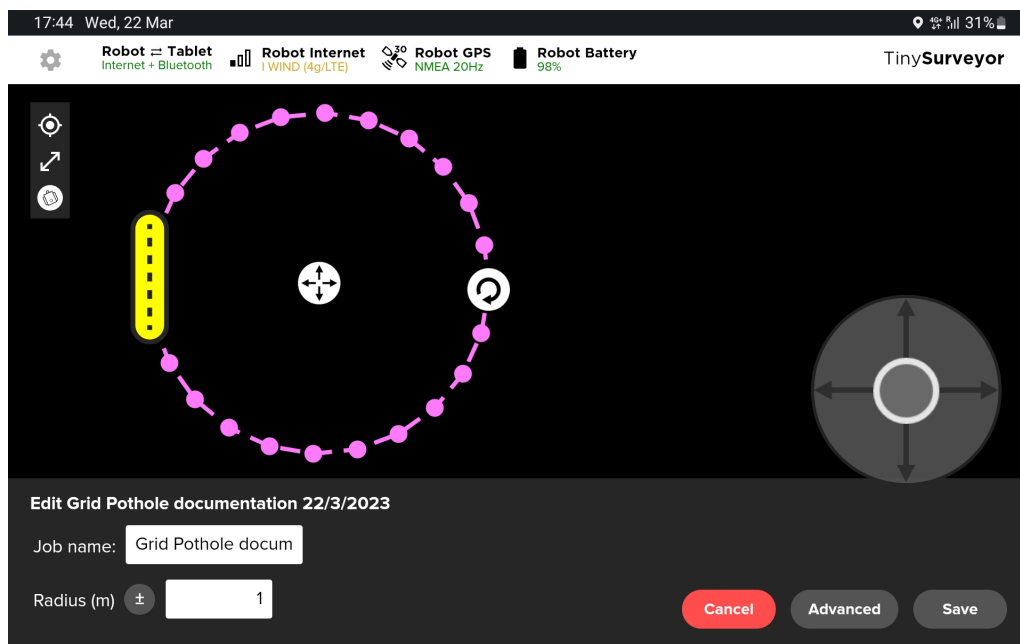 17:44 Wed, 22 Mar
4G+ R 31%
Robot ⇄ Tablet
Internet + Bluetooth
Robot Internet
I WIND (4g/LTE)
30
Robot GPS
NMEA 20Hz
Robot Battery
98%
TinySurveyor
Edit Grid Pothole documentation 22/3/2023
Job name: Grid Pothole docum
Radius (m) ± 1
Cancel Advanced Save